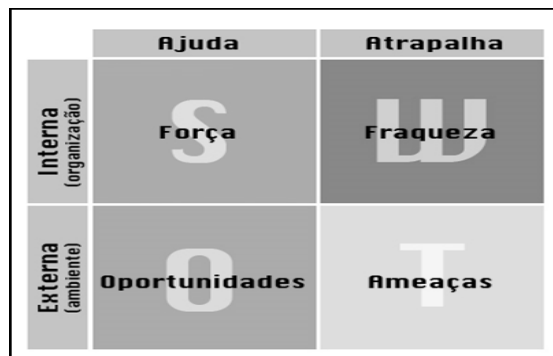 Ajuda
Atrapalha
Interna
(organização)
S
Força
W
Fraqueza
Externa
(ambiente)
O
Oportunidades
T
Ameaças